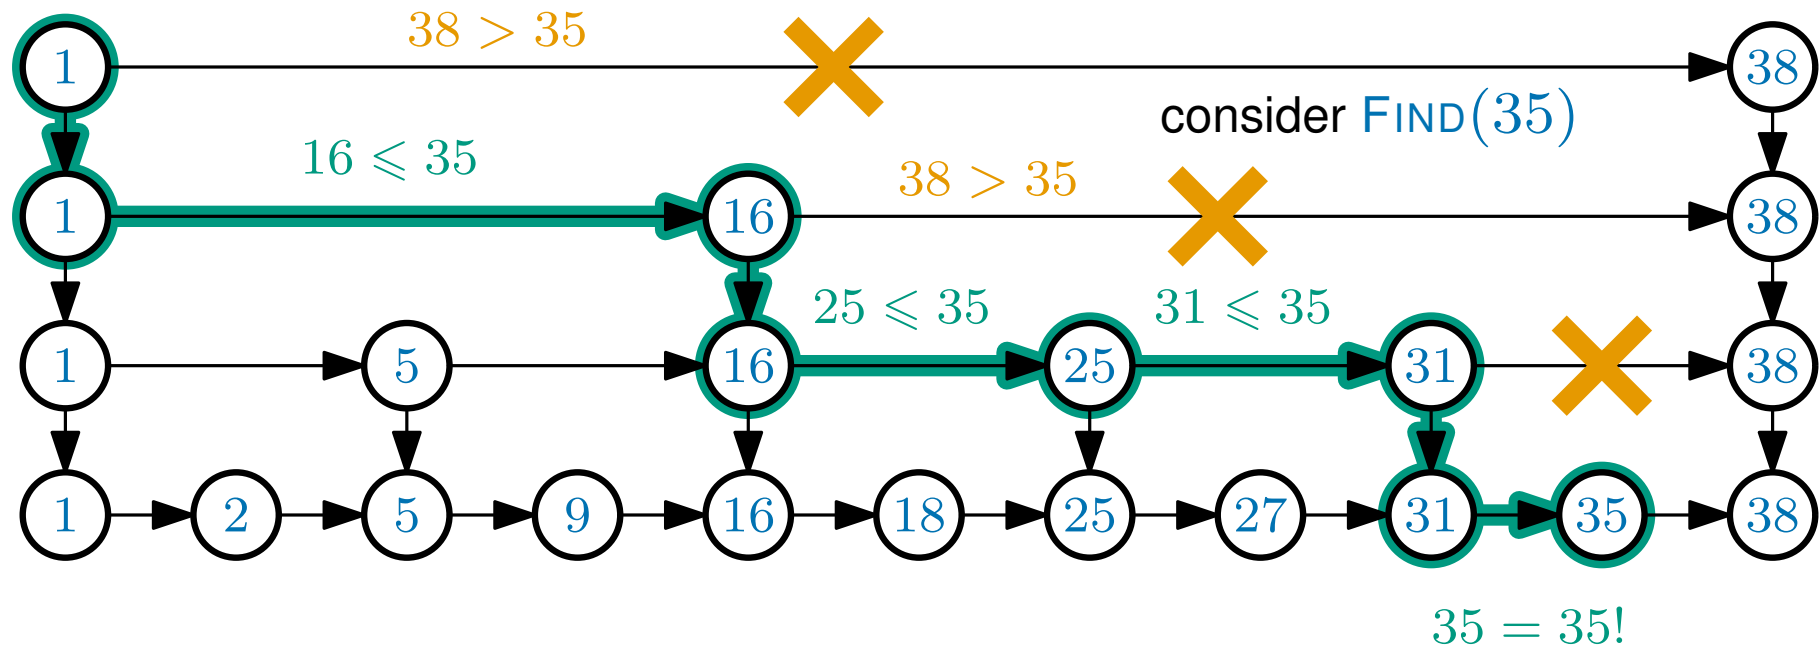 38 > 35
1 38
consider FIND(35)
16 ⩽ 35
38 > 35
1 16 38
25 ⩽ 35 31 ⩽ 35
1 5 16 25 31 38
1 2 5 9 16 18 25 27 31 35 38
35 = 35!